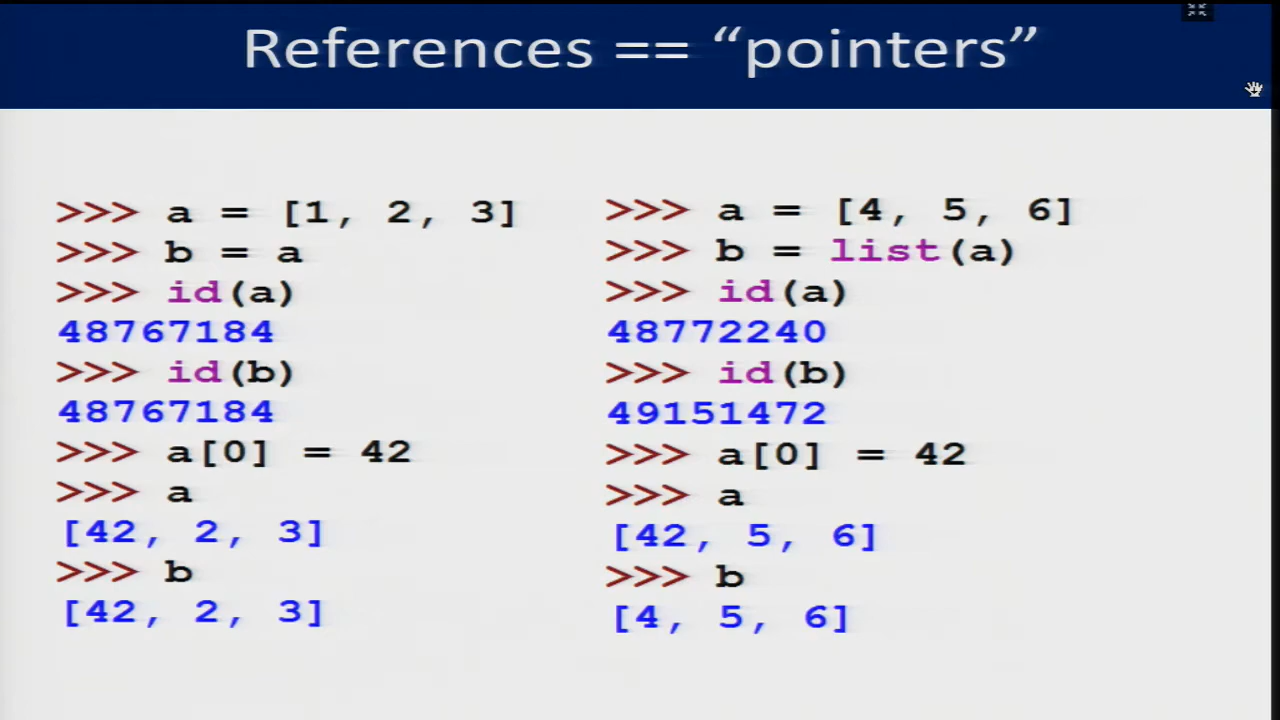 References == “pointers”
>>> a = [1, 2, 3]
>>> b = a
>>> id(a)
48767184
>>> id(b)
48767184
>>> a[0] = 42
>>> a
[42, 2, 3]
>>> b
[42, 2, 3]
>>> a = [4, 5, 6]
>>> b = list(a)
>>> id(a)
48772240
>>> id(b)
49151472
>>> a[0] = 42
>>> a
[42, 5, 6]
>>> b
[4, 5, 6]